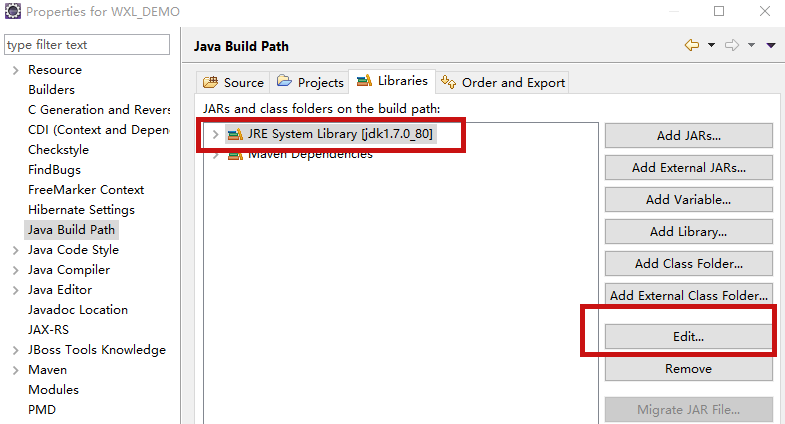 Properties for WXL_DEMO
type filter text
Resource
Builders
C Generation and Revers
CDI (Context and Depen
Checkstyle
FindBugs
FreeMarker Context
Hibernate Settings
Java Build Path
Java Code Style
Java Compiler
Java Editor
Javadoc Location
JAX-RS
JBoss Tools Knowledge
Maven
Modules
PMD
Java Build Path
Source
Projects
Libraries
Order and Export
JARs and class folders on the build path:
JRE System Library [jdk1.7.0_80]
Maven Dependencies
Add JARs...
Add External JARs...
Add Variable...
Add Library...
Add Class Folder...
Add External Class Folder...
Edit...
Remove
Migrate JAR File...